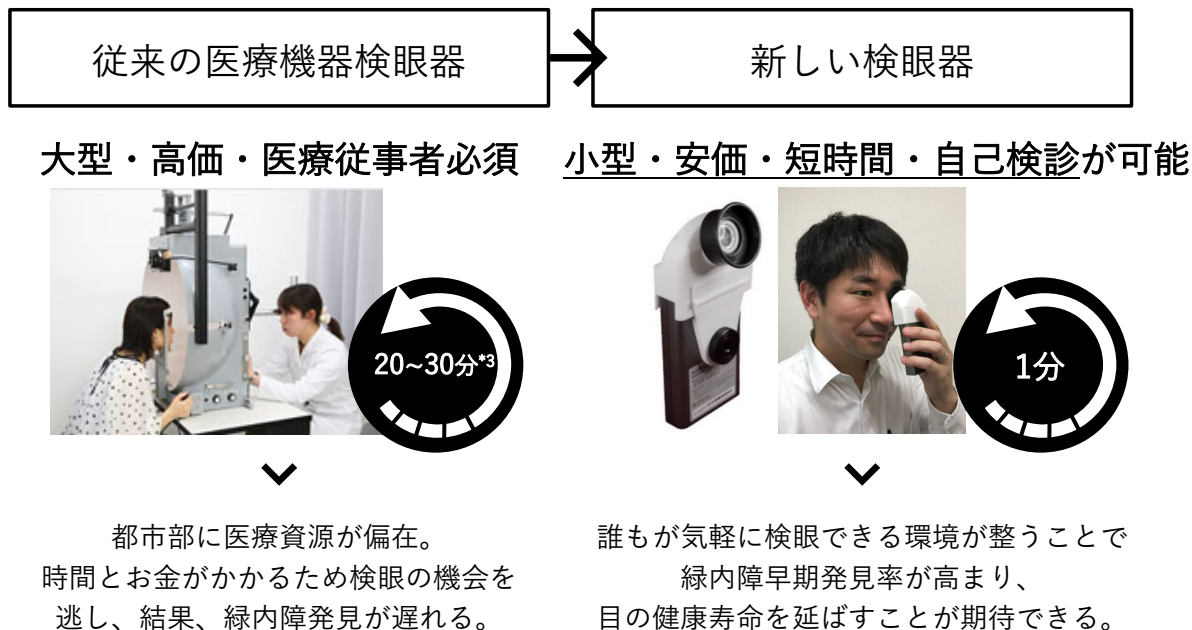 従来の医療機器検眼器
新しい検眼器
大型・高価・医療従事者必須
小型・安価・短時間・自己検診が可能
20~30分*3
1分
都市部に医療資源が偏在。
時間とお金がかかるため検眼の機会を
逃し、結果、緑内障発見が遅れる。
誰もが気軽に検眼できる環境が整うことで
緑内障早期発見率が高まり、
目の健康寿命を延ばすことが期待できる。